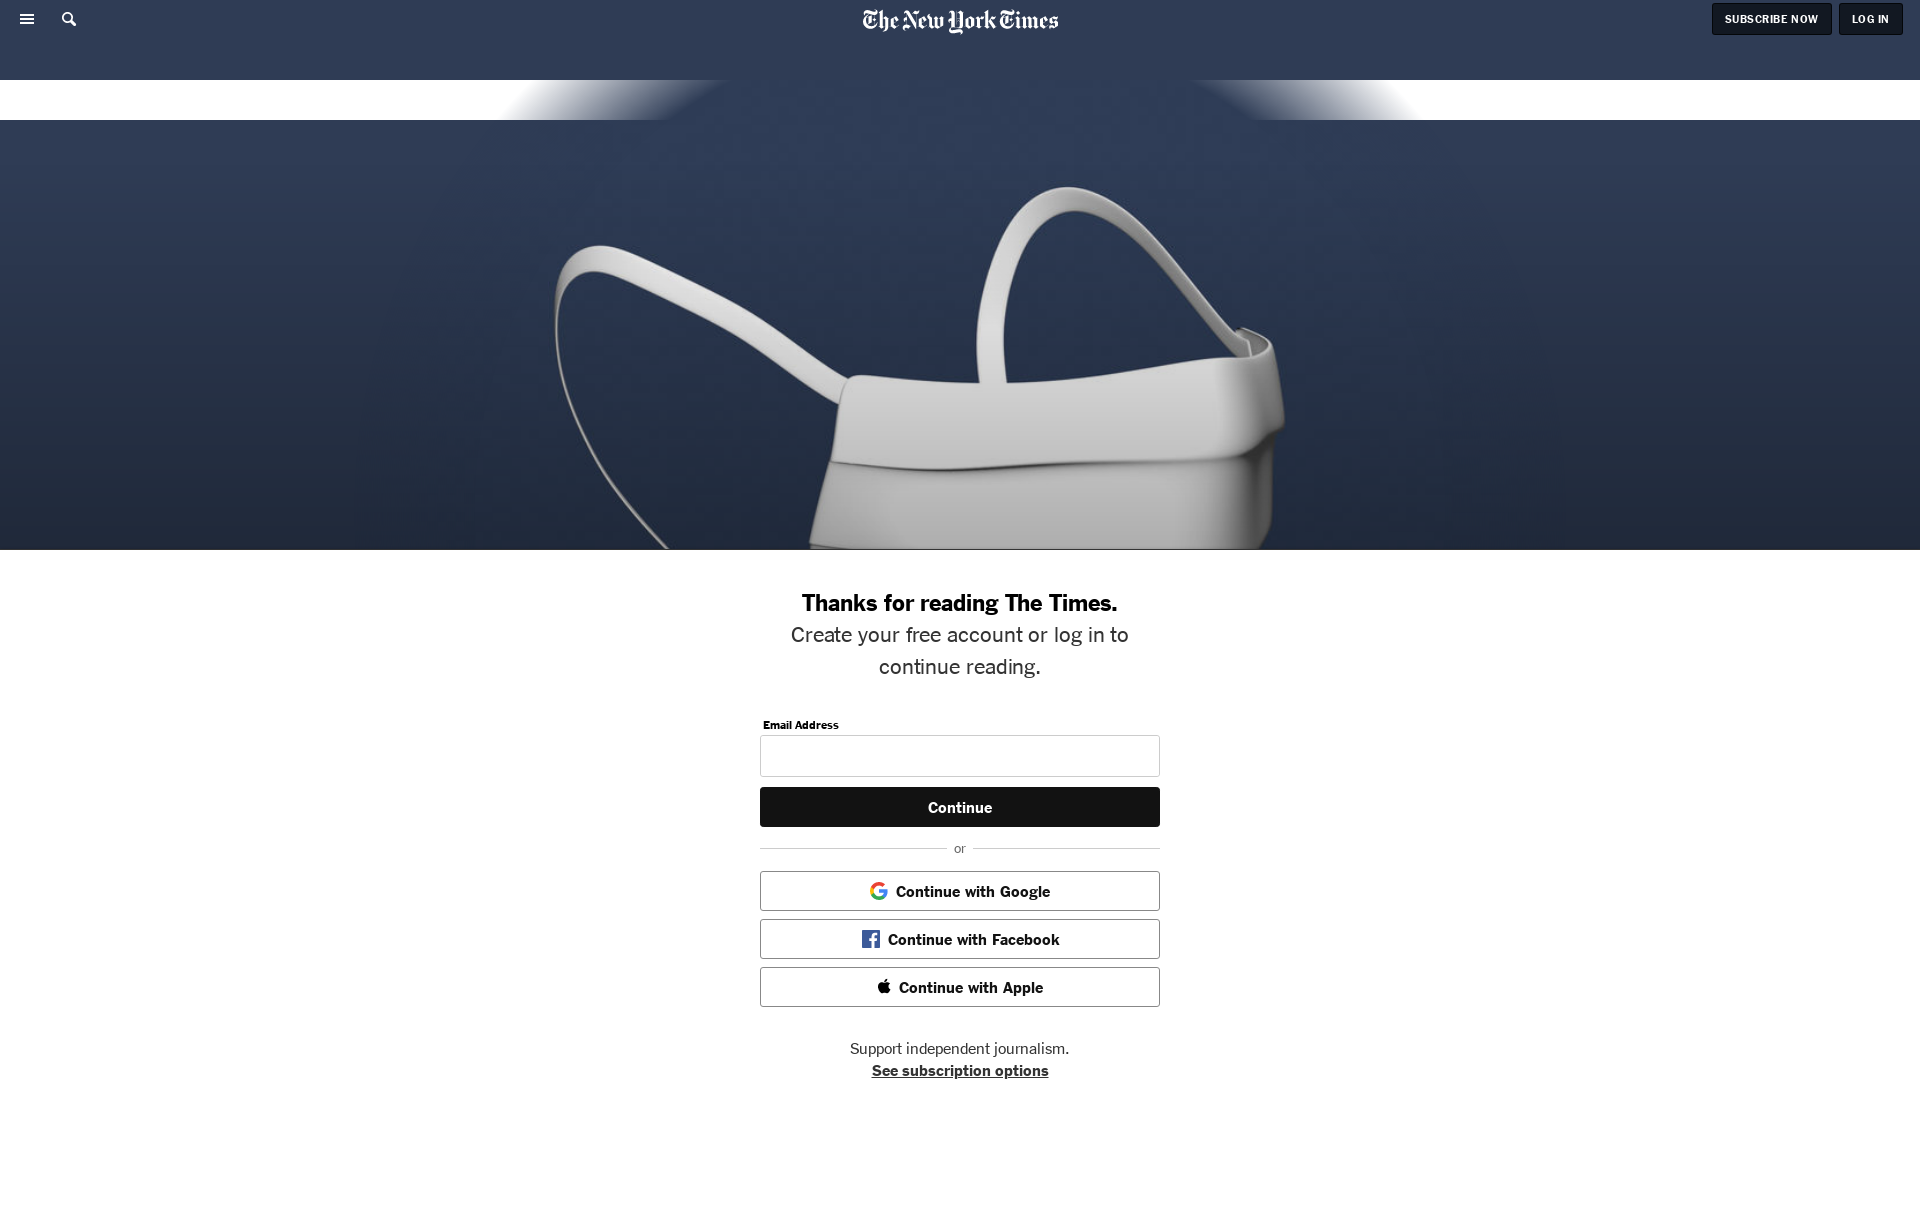 The New York Times
SUBSCRIBE NOW
LOG IN
Thanks for reading The Times.
Create your free account or log in to
continue reading.
Email Address
Continue
or
Continue with Google
Continue with Facebook
Continue with Apple
Support independent journalism.
See subscription options